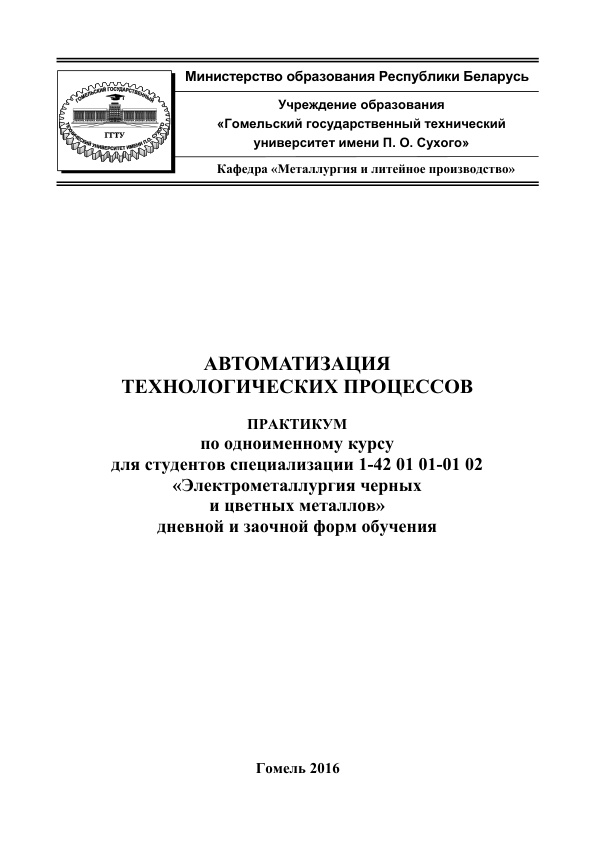 Министерство образования Республики Беларусь
Учреждение образования
«Гомельский государственный технический
университет имени П. О. Сухого»
Кафедра «Металлургия и литейное производство»
ГОМЕЛЬСКИЙ ГОСУДАРСТВЕННЫЙ
ТЕХНИЧЕСКИЙ УНИВЕРСИТЕТ ИМЕНИ П.О. СУХОГО
ГГТУ
АВТОМАТИЗАЦИЯ
ТЕХНОЛОГИЧЕСКИХ ПРОЦЕССОВ
ПРАКТИКУМ
по одноименному курсу
для студентов специализации 1-42 01 01-01 02
«Электрометаллургия черных
и цветных металлов»
дневной и заочной форм обучения
Гомель 2016